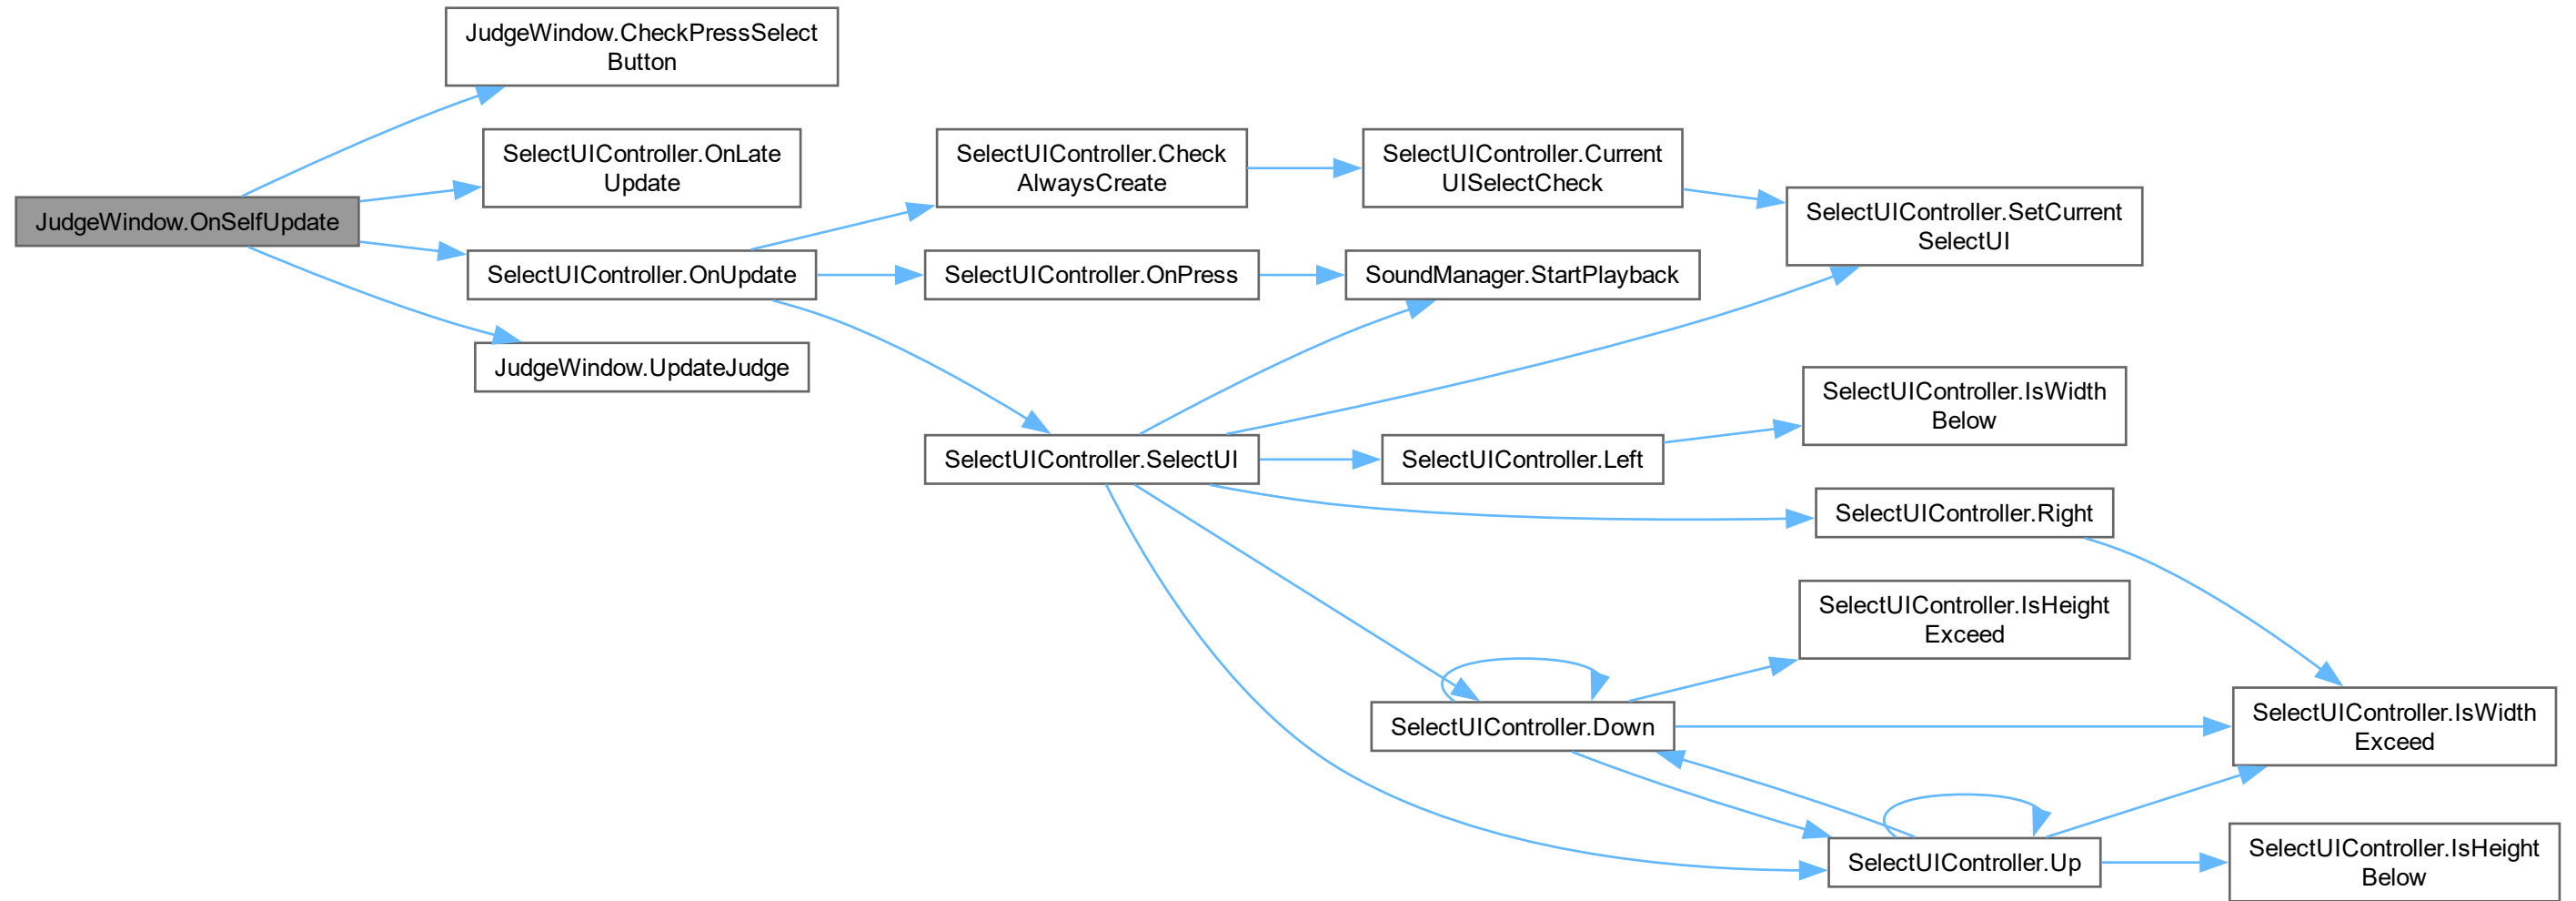 JudgeWindow.CheckPressSelect
Button
SelectUIController.OnLate
Update
JudgeWindow.OnSelfUpdate
SelectUIController.OnUpdate
JudgeWindow.UpdateJudge
SelectUIController.Check
AlwaysCreate
SelectUIController.OnPress
SelectUIController.SelectUI
SelectUIController.Current
UISelectCheck
SoundManager.StartPlayback
SelectUIController.Left
SelectUIController.Down
SelectUIController.SetCurrent
SelectUI
SelectUIController.IsWidth
Below
SelectUIController.Right
SelectUIController.IsHeight
Exceed
SelectUIController.Up
SelectUIController.IsWidth
Exceed
SelectUIController.IsHeight
Below